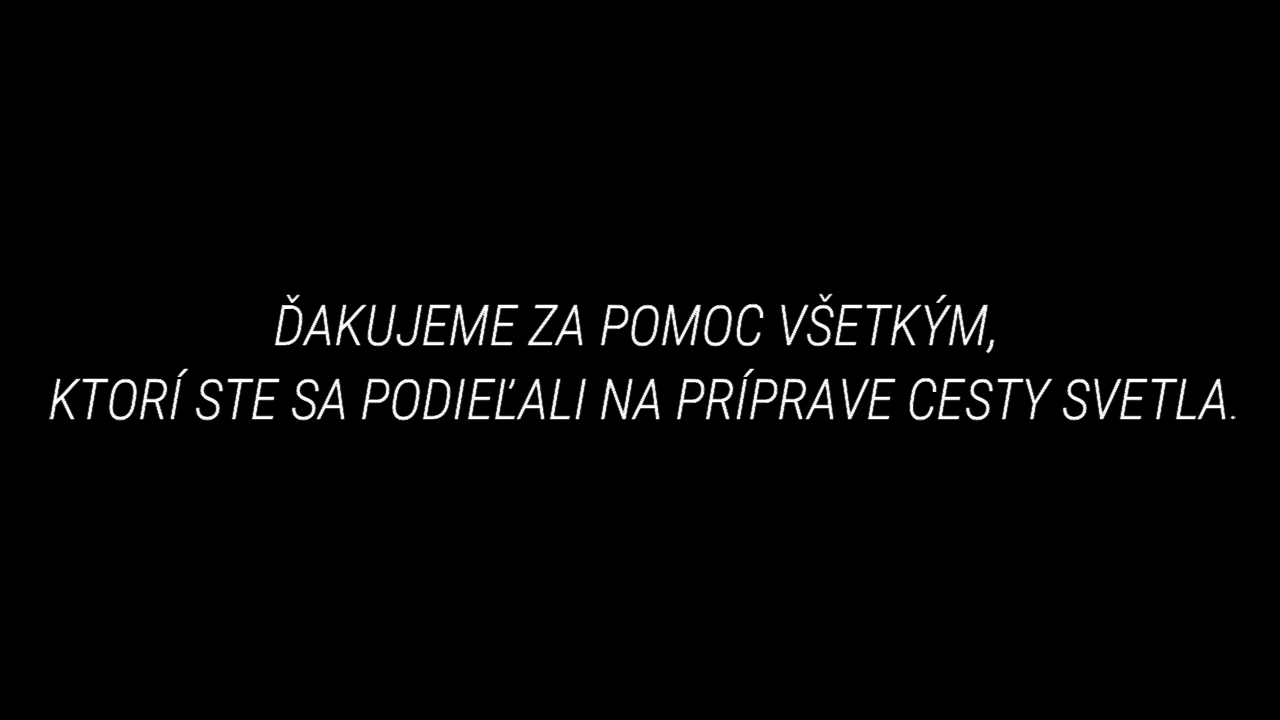 ĎAKUJEME ZA POMOC VŠETKÝM,
KTORÍ STE SA PODIEĽALI NA PRÍPRAVE CESTY SVETLA.